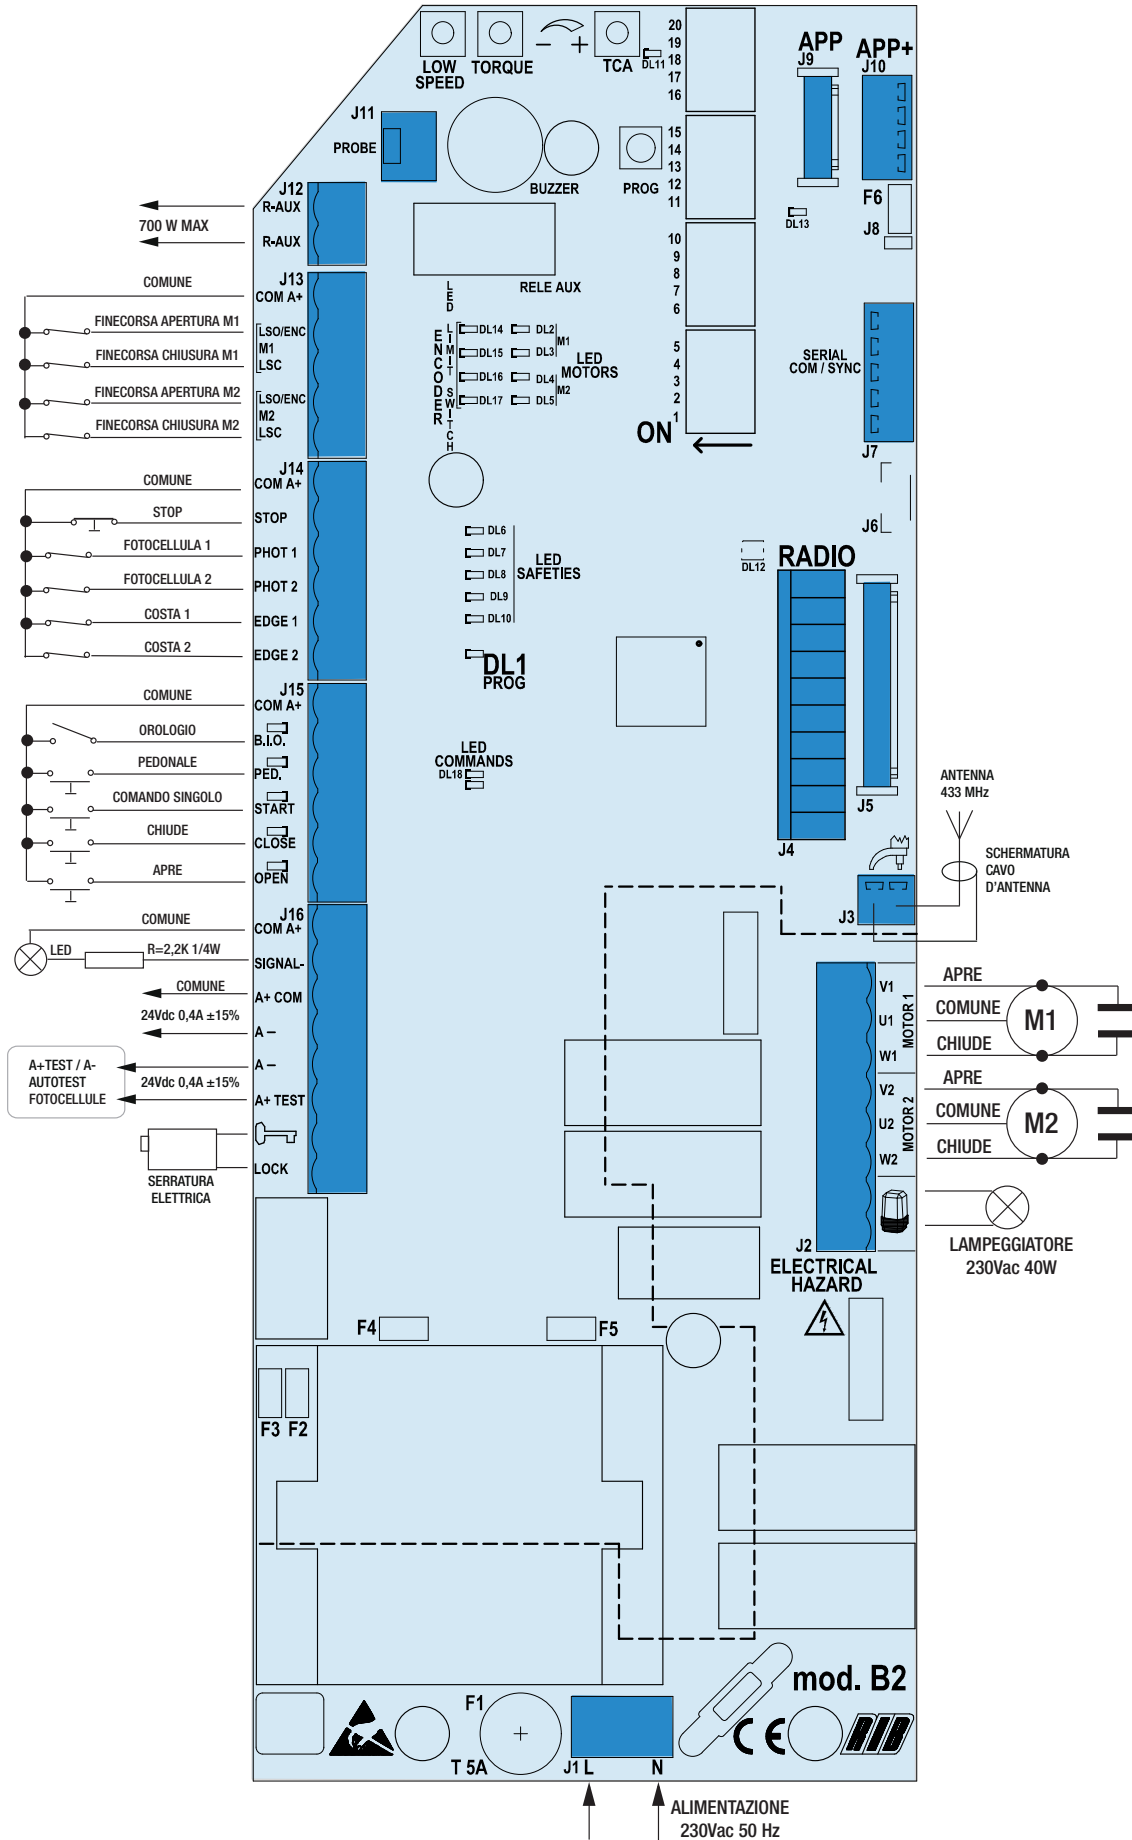 LOW
SPEED
TORQUE
− +
TCA
DL11
20
19
18
17
16
APP
J9
APP+
J10
J11
PROBE
BUZZER
PROG
15
14
13
12
11
F6
DL13
J8
J12
R-AUX
700 W MAX
R-AUX
RELE AUX
10
9
8
7
6
J13
COMUNE
COM A+
FINECORSA APERTURA M1
LSO/ENC
M1
FINECORSA CHIUSURA M1
LSC
FINECORSA APERTURA M2
LSO/ENC
M2
FINECORSA CHIUSURA M2
LSC
LED LIMIT SWITCH
ENCODER
DL14
DL15
DL16
DL17
DL2
DL3
M1
DL4
DL5
M2
LED
MOTORS
5
4
3
2
1
ON
SERIAL
COM / SYNC
J7
J14
COMUNE
COM A+
STOP
STOP
FOTOCELLULA 1
PHOT 1
FOTOCELLULA 2
PHOT 2
COSTA 1
EDGE 1
COSTA 2
EDGE 2
DL6
DL7
DL8
DL9
DL10
LED
SAFETIES
DL1
PROG
J6
DL12
RADIO
J15
COMUNE
COM A+
OROLOGIO
B.I.O.
PEDONALE
PED.
COMANDO SINGOLO
START
CHIUDE
CLOSE
APRE
OPEN
LED
COMMANDS
DL18
J5
J4
ANTENNA
433 MHz
SCHERMATURA
CAVO
D'ANTENNA
J3
J16
COMUNE
COM A+
LED
R=2,2K 1/4W
SIGNAL-
COMUNE
A+ COM
24Vdc 0,4A ±15%
A −
A −
A+TEST / A-
AUTOTEST
FOTOCELLULE
24Vdc 0,4A ±15%
A+ TEST
LOCK
SERRATURA
ELETTRICA
V1
U1
W1
MOTOR 1
APRE
COMUNE
CHIUDE
M1
V2
U2
W2
MOTOR 2
APRE
COMUNE
CHIUDE
M2
J2
LAMPEGGIATORE
230Vac 40W
ELECTRICAL
HAZARD
F4
F5
F3
F2
mod. B2
F1
T 5A
CE
RIB
J1 L
N
ALIMENTAZIONE
230Vac 50 Hz